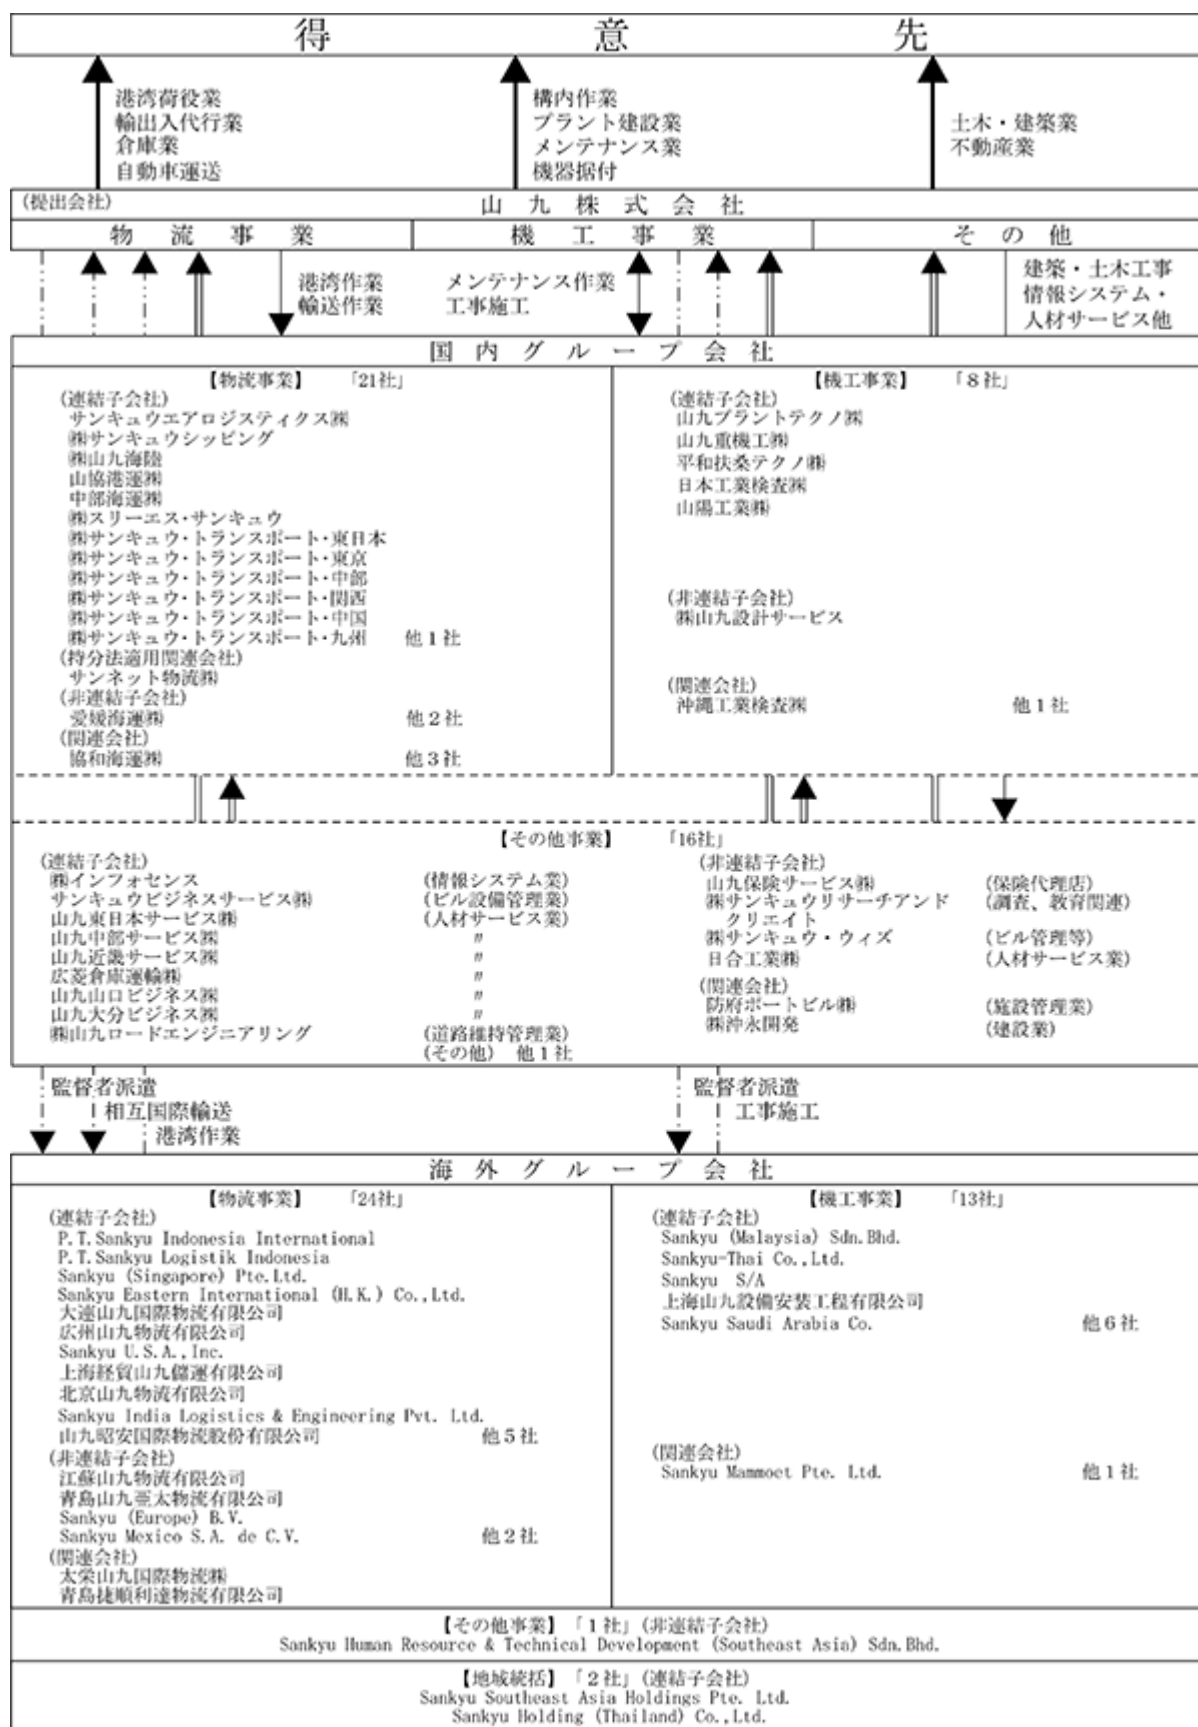 得意先
港湾荷役業
輸出入代行業
倉庫業
自動車運送
構内作業
プラント建設業
メンテナンス業
機器据付
土木・建築業
不動産業
(提出会社)
山九株式会社
物流事業
機工事業
その他
港湾作業
輸送作業
メンテナンス作業
工事施工
建築・土木工事
情報システム・
人材サービス他
国内グループ会社
【物流事業】 「21社」
(連結子会社)
サンキュウエアロジスティクス㈱
㈱サンキュウシッピング
㈱山九海陸
山協港運㈱
中部海運㈱
㈱スリーエス・サンキュウ
㈱サンキュウ・トランスポート・東日本
㈱サンキュウ・トランスポート・東京
㈱サンキュウ・トランスポート・中部
㈱サンキュウ・トランスポート・関西
㈱サンキュウ・トランスポート・中国
㈱サンキュウ・トランスポート・九州 他1社
(持分法適用関連会社)
サンネット物流㈱
(非連結子会社)
愛媛海運㈱ 他2社
(関連会社)
協和海運㈱ 他3社
【機工事業】 「8社」
(連結子会社)
山九プラントテクノ㈱
山九重機工㈱
平和扶桑テクノ㈱
日本工業検査㈱
山陽工業㈱
(非連結子会社)
㈱山九設計サービス
(関連会社)
沖縄工業検査㈱ 他1社
【その他事業】 「16社」
(連結子会社)
㈱インフォセンス (情報システム業)
サンキュウビジネスサービス㈱ (ビル設備管理業)
山九東日本サービス㈱ (人材サービス業)
山九中部サービス㈱ 〃
山九近畿サービス㈱ 〃
広菱倉庫運輸㈱ 〃
山九山口ビジネス㈱ 〃
山九大分ビジネス㈱ 〃
㈱山九ロードエンジニアリング (道路維持管理業)
(その他) 他1社
(非連結子会社)
山九保険サービス㈱ (保険代理店)
㈱サンキュウリサーチアンド (調査、教育関連)
クリエイト
㈱サンキュウ・ウィズ (ビル管理等)
日合工業㈱ (人材サービス業)
(関連会社)
防府ポートビル㈱ (施設管理業)
㈱沖永開発 (建設業)
監督者派遣
相互国際輸送
港湾作業
監督者派遣
工事施工
海外グループ会社
【物流事業】 「24社」
(連結子会社)
P.T.Sankyu Indonesia International
P.T.Sankyu Logistik Indonesia
Sankyu (Singapore) Pte.Ltd.
Sankyu Eastern International (H.K.) Co.,Ltd.
大連山九国際物流有限公司
広州山九物流有限公司
Sankyu U.S.A.,Inc.
上海経貿山九儲運有限公司
北京山九物流有限公司
Sankyu India Logistics & Engineering Pvt. Ltd.
山九昭安国際物流股份有限公司 他5社
(非連結子会社)
江蘇山九物流有限公司
青島山九亜太物流有限公司
Sankyu (Europe) B.V.
Sankyu Mexico S.A. de C.V. 他2社
(関連会社)
太栄山九国際物流㈱
青島捷順利達物流有限公司
【機工事業】 「13社」
(連結子会社)
Sankyu (Malaysia) Sdn.Bhd.
Sankyu-Thai Co.,Ltd.
Sankyu S/A
上海山九設備安装工程有限公司
Sankyu Saudi Arabia Co. 他6社
(関連会社)
Sankyu Mammoet Pte. Ltd. 他1社
【その他事業】「1社」(非連結子会社)
Sankyu Human Resource & Technical Development (Southeast Asia) Sdn.Bhd.
【地域統括】「2社」(連結子会社)
Sankyu Southeast Asia Holdings Pte. Ltd.
Sankyu Holding (Thailand) Co.,Ltd.